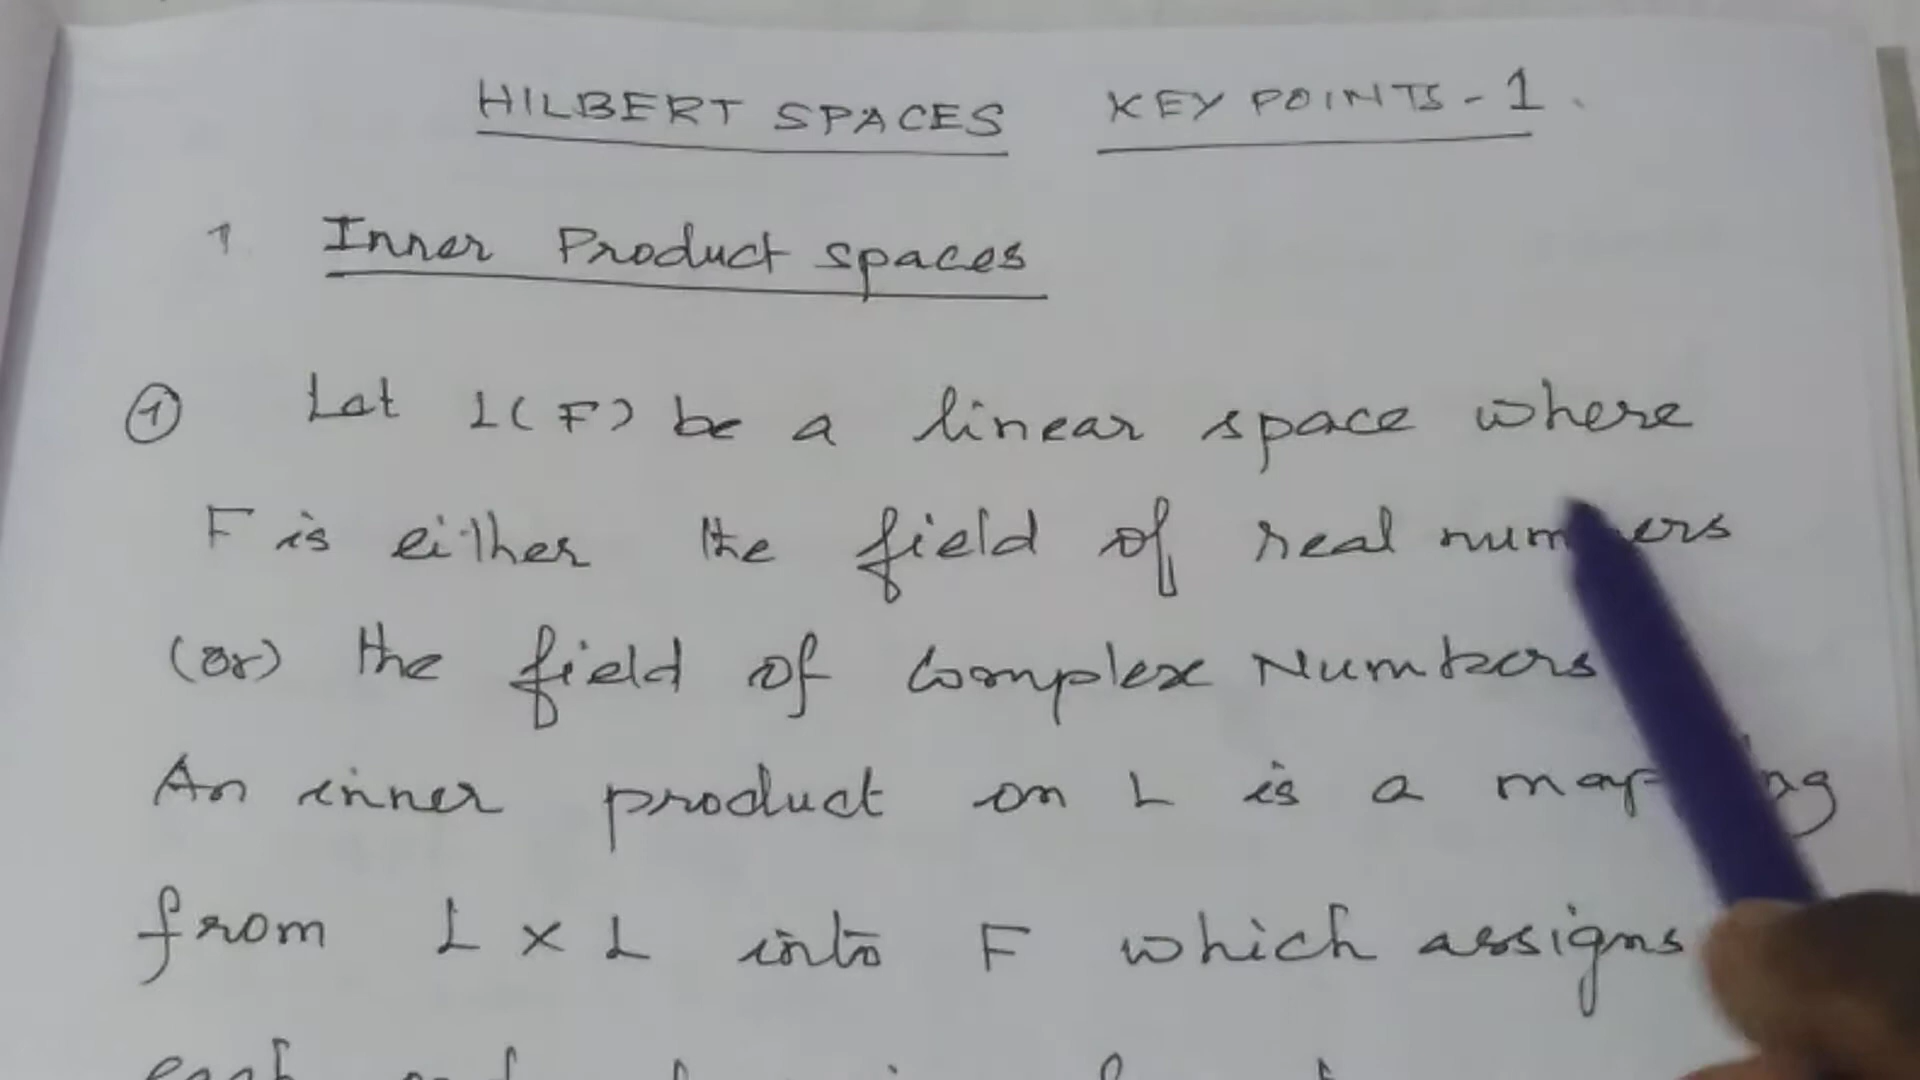 HILBERT SPACES KEY POINTS - 1.
1. Inner Product spaces
① Let L(F) be a linear space where
F is either the field of real numbers
(or) the field of Complex Numbers
An inner product on L is a mapping
from L × L into F which assigns
each